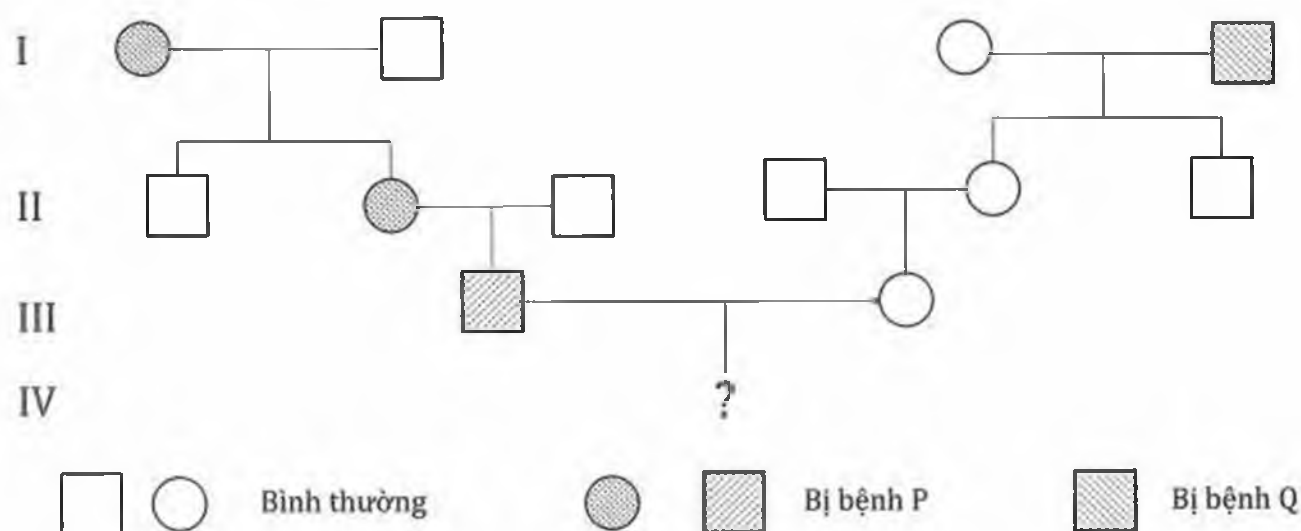 I
II
III
IV
?
Bình thường
Bị bệnh P
Bị bệnh Q